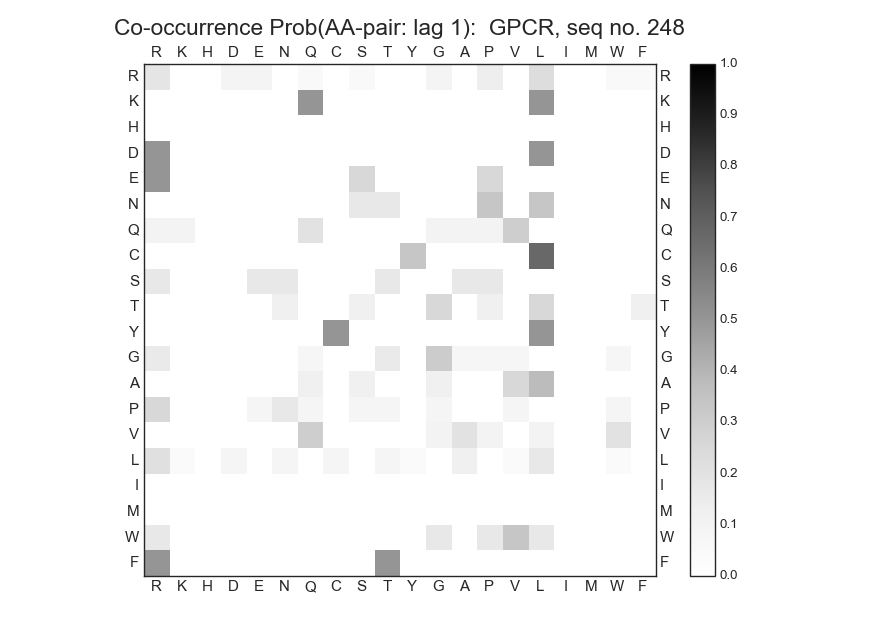 Co-occurrence Prob(AA-pair: lag 1):  GPCR, seq no. 248
R K H D E N Q C S T Y G A P V L I M W F
R R
K K
H H
D D
E E
N N
Q Q
C C
S S
T T
Y Y
G G
A A
P P
V V
L L
I I
M M
W W
F F
R K H D E N Q C S T Y G A P V L I M W F
1.0
0.9
0.8
0.7
0.6
0.5
0.4
0.3
0.2
0.1
0.0